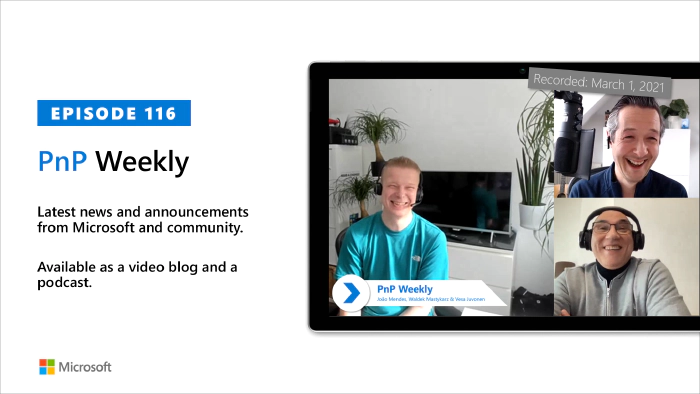 EPISODE 116
PnP Weekly
Latest news and announcements
from Microsoft and community.
Available as a video blog and a
podcast.
Microsoft
Recorded: March 1, 2021
PnP Weekly
João Mendes, Waldek Mastykarz & Vesa Juvonen